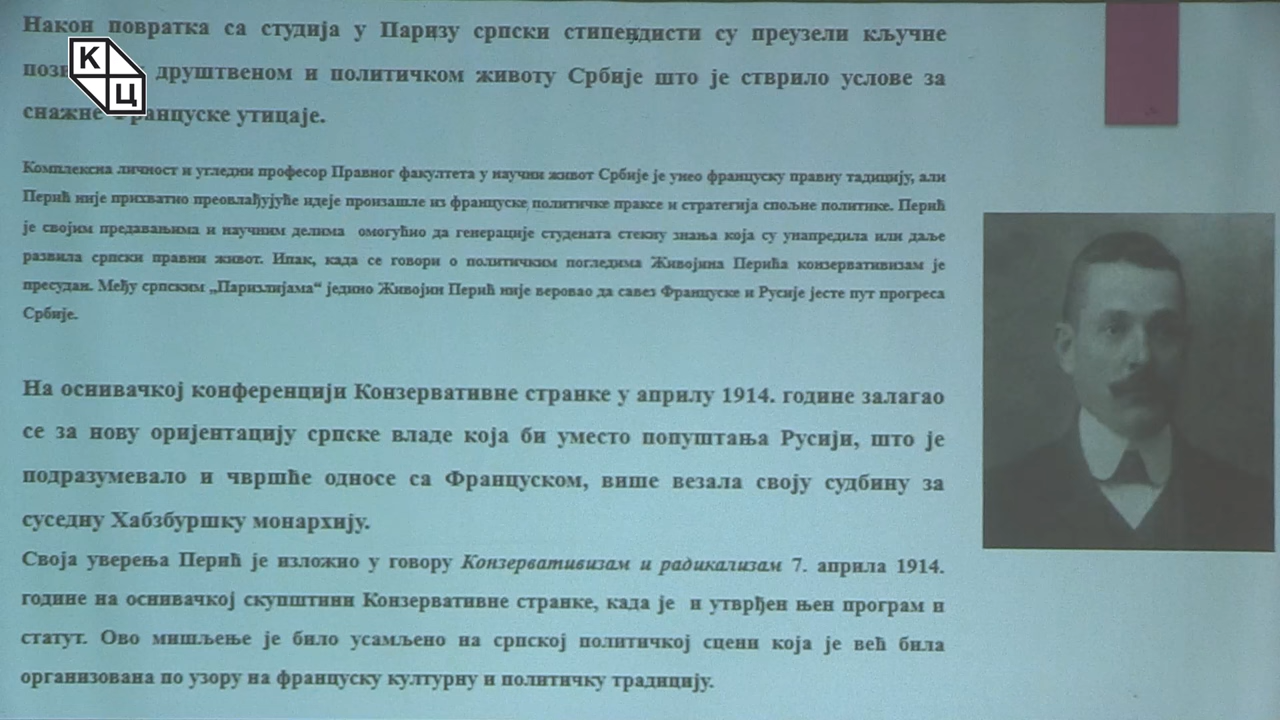 Након повратка са студија у Паризу српски стипендисти су преузели кључне
К
Ц
друштвеном и политичком животу Србије што је стврило услове за
снажне Француске утицаје.
Комплексна личност и угледни професор Правног факултета у научни живот Србије је унео француску правну тадицију, али
Перић није прихватио преовлађујуће идеје произашле из француске политичке праксе и стратегија спољне политике. Перић
је својим предавањима и научним делима омогућио да генерације студената стекну знања која су унапредила или даље
развила српски правни живот. Ипак, када се говори о политичким погледима Живојина Перића конзервативизам је
пресудан. Међу српским „Паризлијама“ једино Живојин Перић није веровао да савез Француске и Русије јесте пут прогреса
Србије.
На оснивачкој конференцији Конзервативне странке у априлу 1914. године залагао
се за нову оријентацију српске владе која би уместо попуштања Русији, што је
подразумевало и чвршће односе са Француском, више везала своју судбину за
суседну Хабзбуршку монархију.
Своја уверења Перић је изложио у говору Конзервативизам и радикализам 7. априла 1914.
године на оснивачкој скупштини Конзервативне странке, када је и утврђен њен програм и
статут. Ово мишљење је било усамљено на српској политичкој сцени која је већ била
организована по узору на француску културну и политичку традицију.